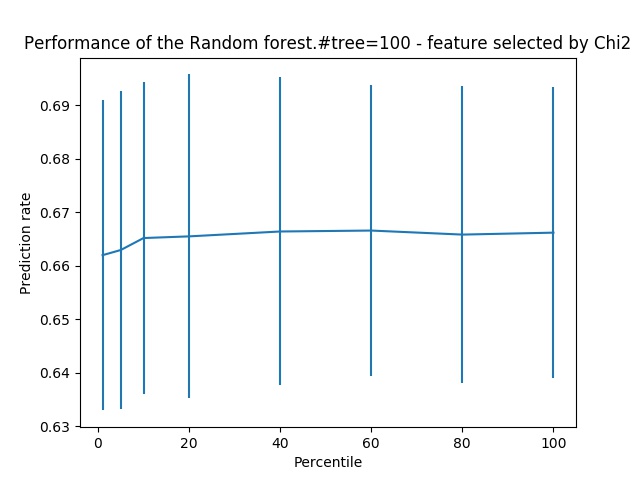 Performance of the Random forest.#tree=100 - feature selected by Chi2
0.69
0.68
0.67
0.66
0.65
0.64
0.63
Prediction rate
0 20 40 60 80 100
Percentile